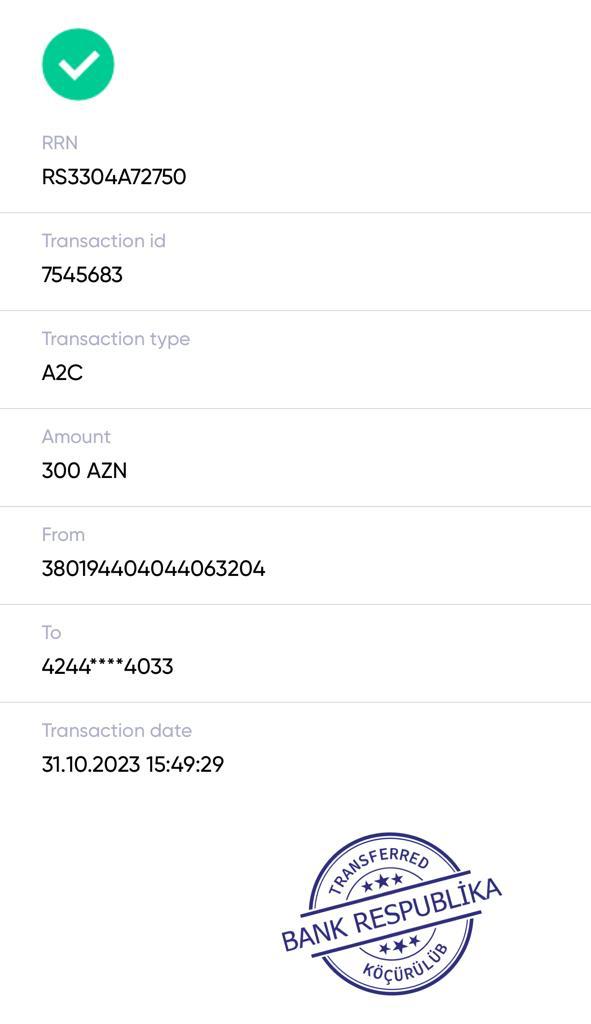 RRN
RS3304A72750
Transaction id
7545683
Transaction type
A2C
Amount
300 AZN
From
380194404044063204
To
4244****4033
Transaction date
31.10.2023 15:49:29
TRANSFERRED
BANK RESPUBLİKA
KÖÇÜRÜLÜB